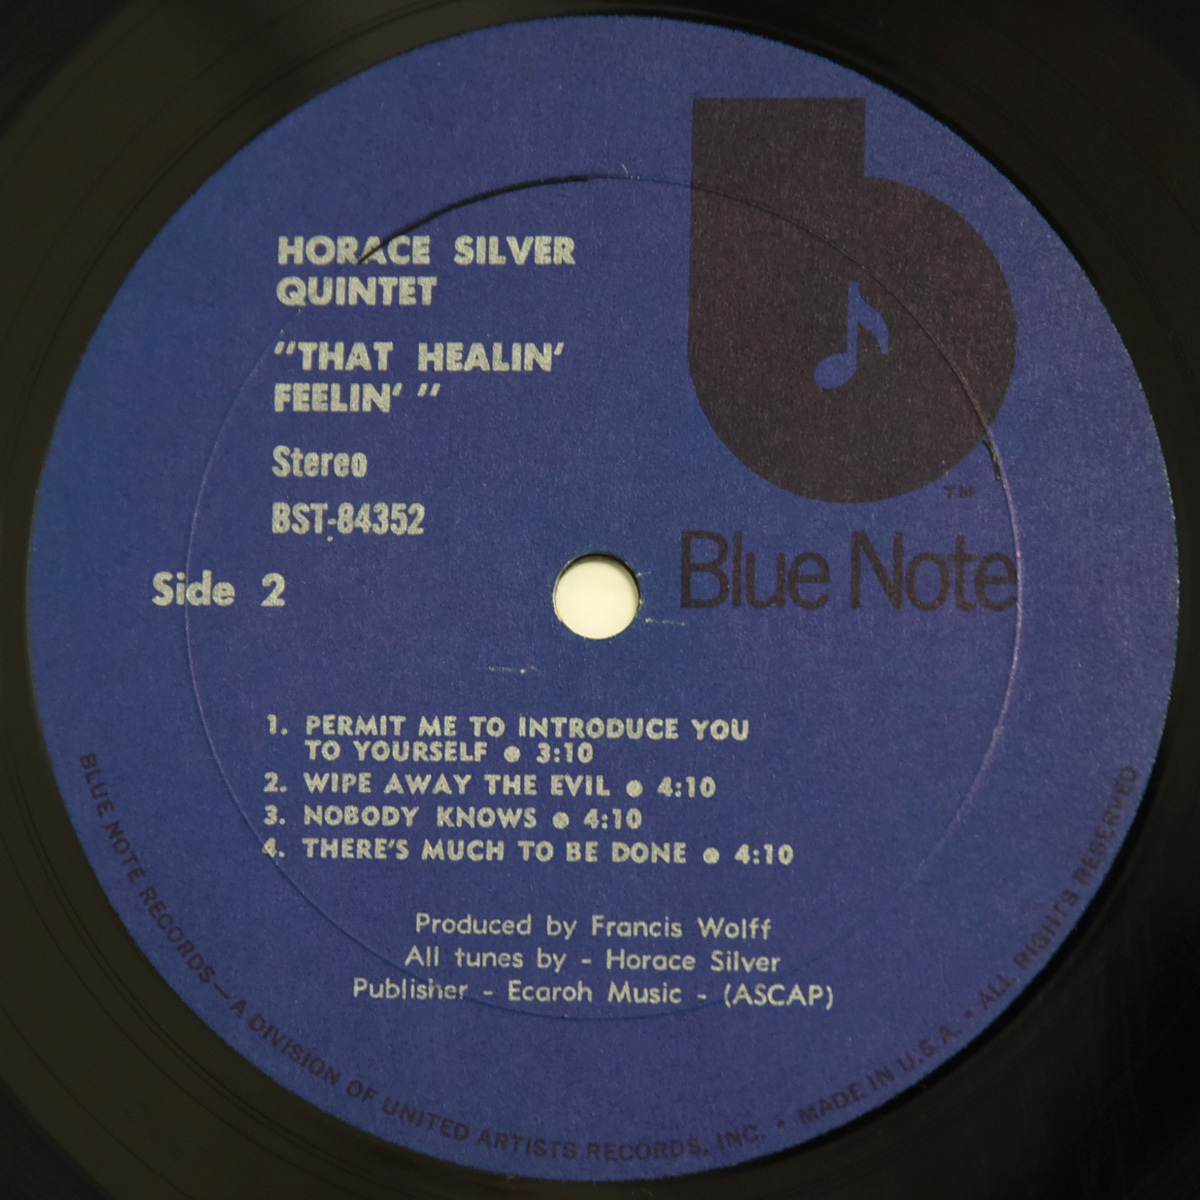 HORACE SILVER
QUINTET
"THAT HEALIN'
FEELIN' "
Stereo
BST-84352
Side 2
TM
Blue Note
1. PERMIT ME TO INTRODUCE YOU
TO YOURSELF ● 3:10
2. WIPE AWAY THE EVIL ● 4:10
3. NOBODY KNOWS ● 4:10
4. THERE'S MUCH TO BE DONE ● 4:10
Produced by Francis Wolff
All tunes by - Horace Silver
Publisher - Ecaroh Music - (ASCAP)
BLUE NOTE RECORDS — A DIVISION OF UNITED ARTISTS RECORDS, INC. • MADE IN U.S.A. • ALL RIGHTS RESERVED